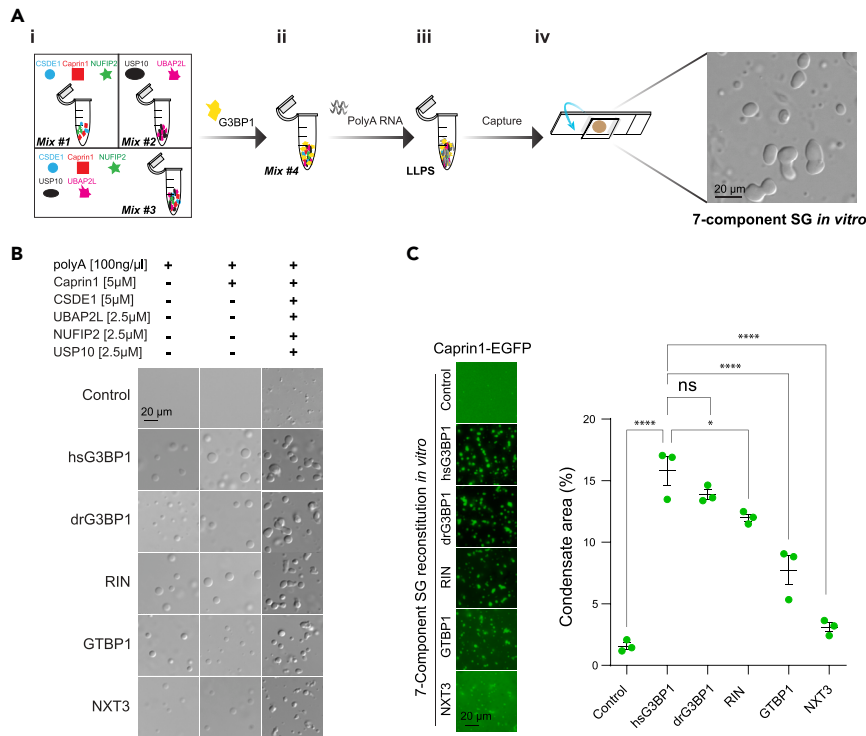 A
i
ii
iii
iv
CSDE1 Caprin1 NUFIP2
USP10 UBAP2L
Mix #1
Mix #2
CSDE1 Caprin1 NUFIP2
USP10 UBAP2L
Mix #3
G3BP1
Mix #4
PolyA RNA
LLPS
Capture
20 μm
7-component SG in vitro
B
polyA [100ng/μl] + + +
Caprin1 [5μM] - + +
CSDE1 [5μM] - - +
UBAP2L [2.5μM] - - +
NUFIP2 [2.5μM] - - +
USP10 [2.5μM] - - +
Control
20 μm
hsG3BP1
drG3BP1
RIN
GTBP1
NXT3
C
Caprin1-EGFP
7-Component SG reconstitution in vitro
Control
hsG3BP1
drG3BP1
RIN
GTBP1
NXT3
20 μm
****
****
ns
****
*
Condensate area (%)
20
15
10
5
0
Control
hsG3BP1
drG3BP1
RIN
GTBP1
NXT3